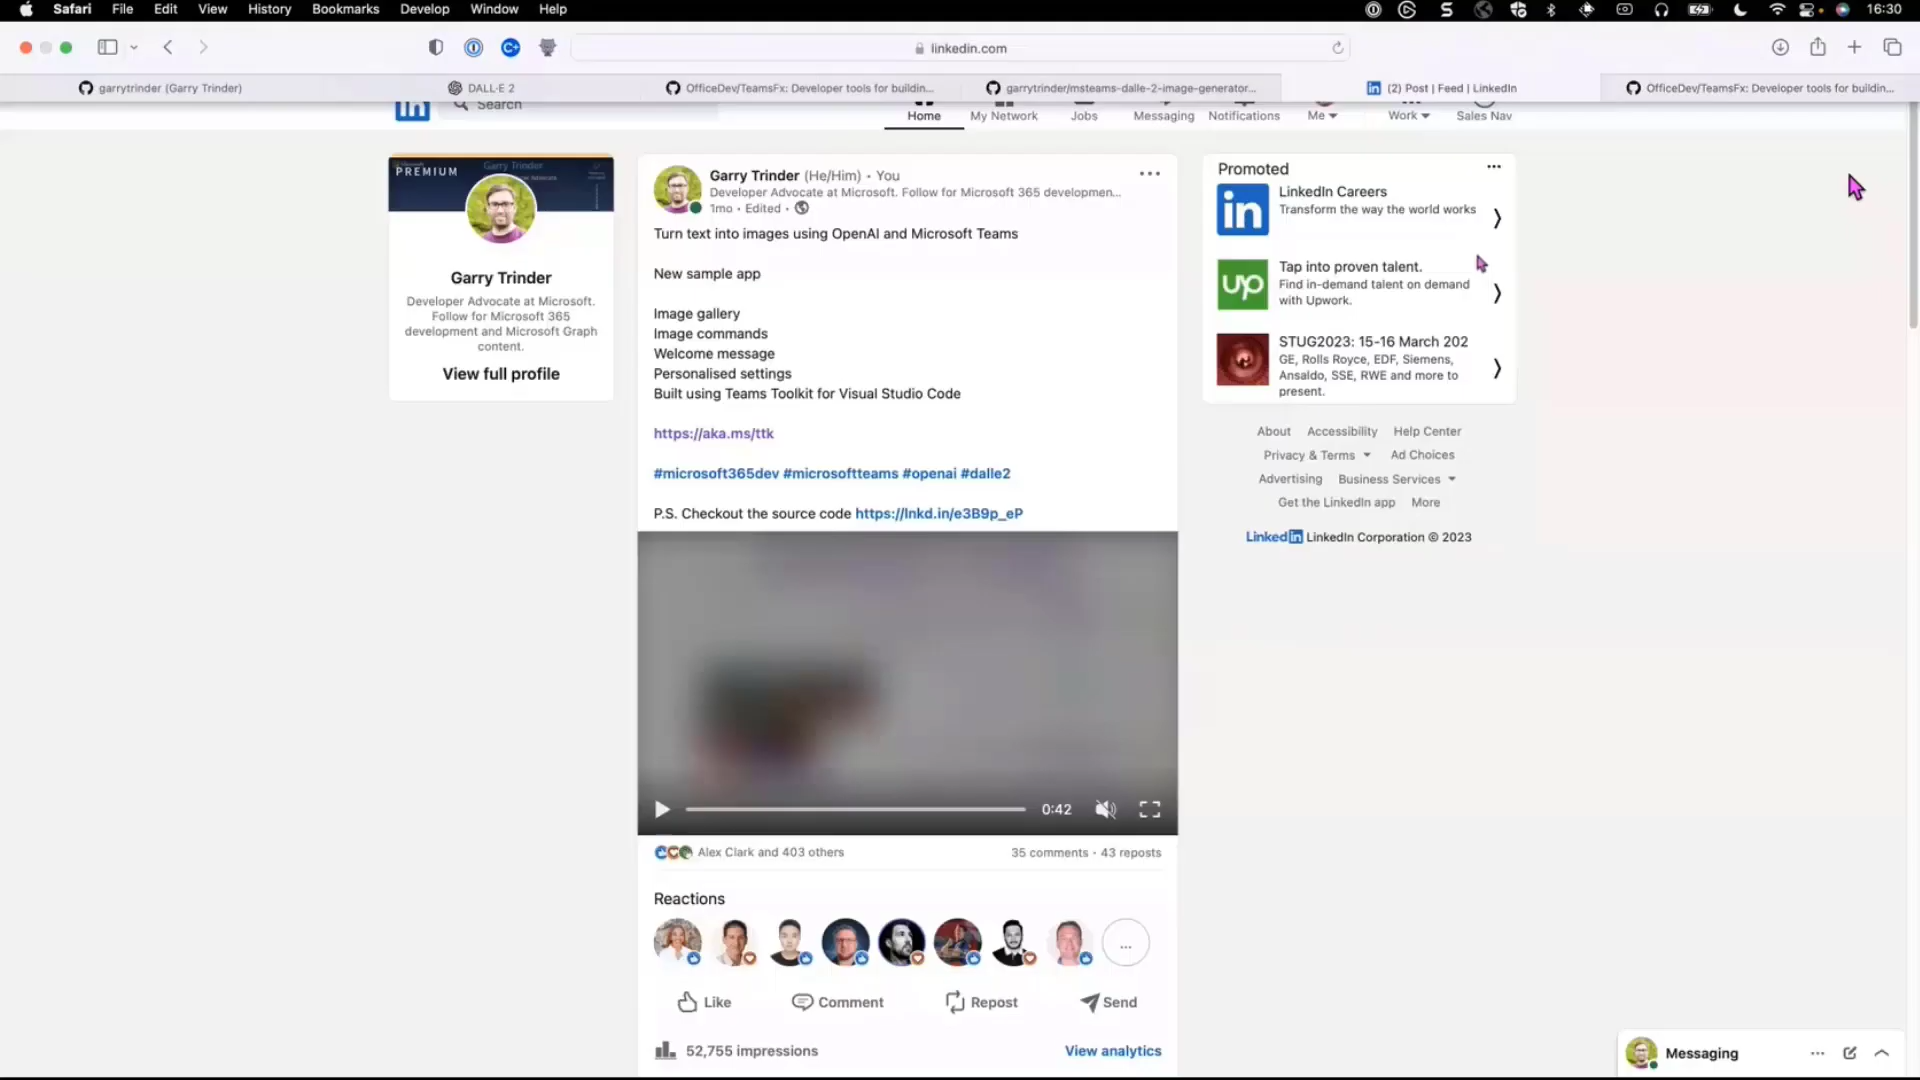 Safari File Edit View History Bookmarks Develop Window Help 16:30
linkedin.com
garrytrinder (Garry Trinder) DALL·E 2 OfficeDev/TeamsFx: Developer tools for buildin... garrytrinder/msteams-dalle-2-image-generator... (2) Post | Feed | LinkedIn OfficeDev/TeamsFx: Developer tools for buildin...
in Search
Home My Network Jobs Messaging Notifications Me Work Sales Nav
PREMIUM
Garry Trinder
Garry Trinder
Developer Advocate at Microsoft.
Follow for Microsoft 365
development and Microsoft Graph
content.
View full profile
Garry Trinder (He/Him) • You
Developer Advocate at Microsoft. Follow for Microsoft 365 developmen...
1mo • Edited •
Turn text into images using OpenAI and Microsoft Teams
New sample app
Image gallery
Image commands
Welcome message
Personalised settings
Built using Teams Toolkit for Visual Studio Code
https://aka.ms/ttk
#microsoft365dev #microsoftteams #openai #dalle2
P.S. Checkout the source code https://lnkd.in/e3B9p_eP
0:42
Alex Clark and 403 others 35 comments • 43 reposts
Reactions
...
Like Comment Repost Send
52,755 impressions View analytics
Promoted
in
LinkedIn Careers
Transform the way the world works
up
Tap into proven talent.
Find in-demand talent on demand
with Upwork.
STUG2023: 15-16 March 202
GE, Rolls Royce, EDF, Siemens,
Ansaldo, SSE, RWE and more to
present.
About Accessibility Help Center
Privacy & Terms Ad Choices
Advertising Business Services
Get the LinkedIn app More
LinkedIn LinkedIn Corporation © 2023
Messaging